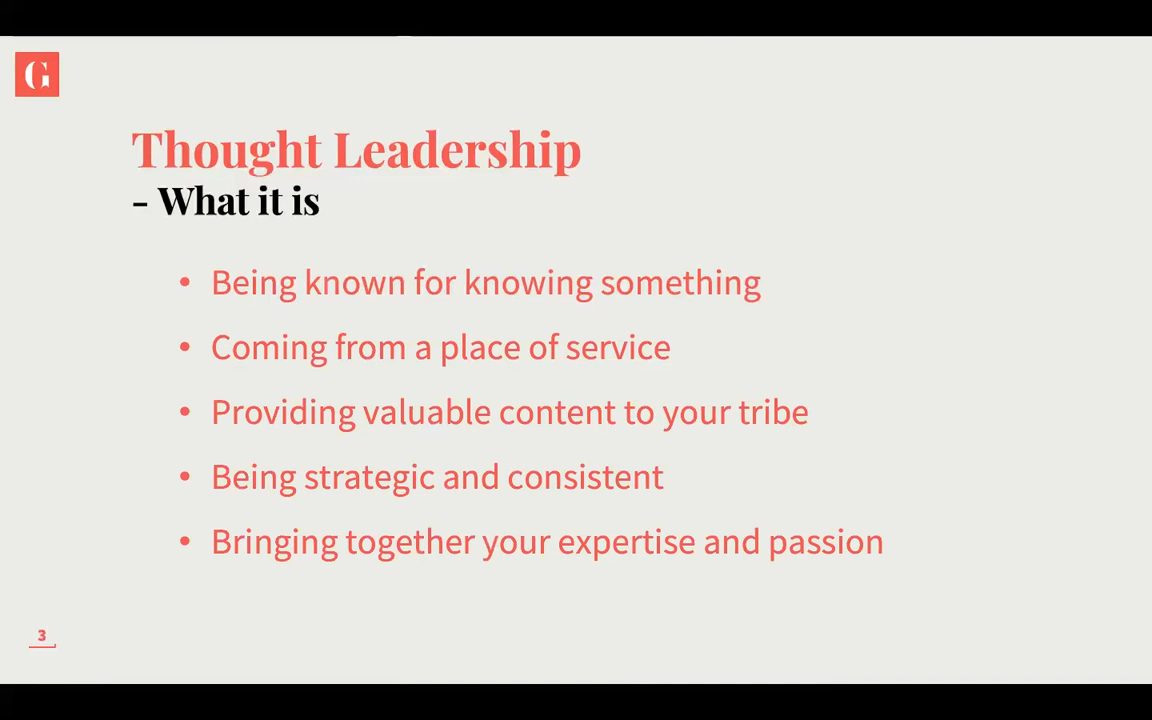 G
Thought Leadership
- What it is
• Being known for knowing something
• Coming from a place of service
• Providing valuable content to your tribe
• Being strategic and consistent
• Bringing together your expertise and passion
3